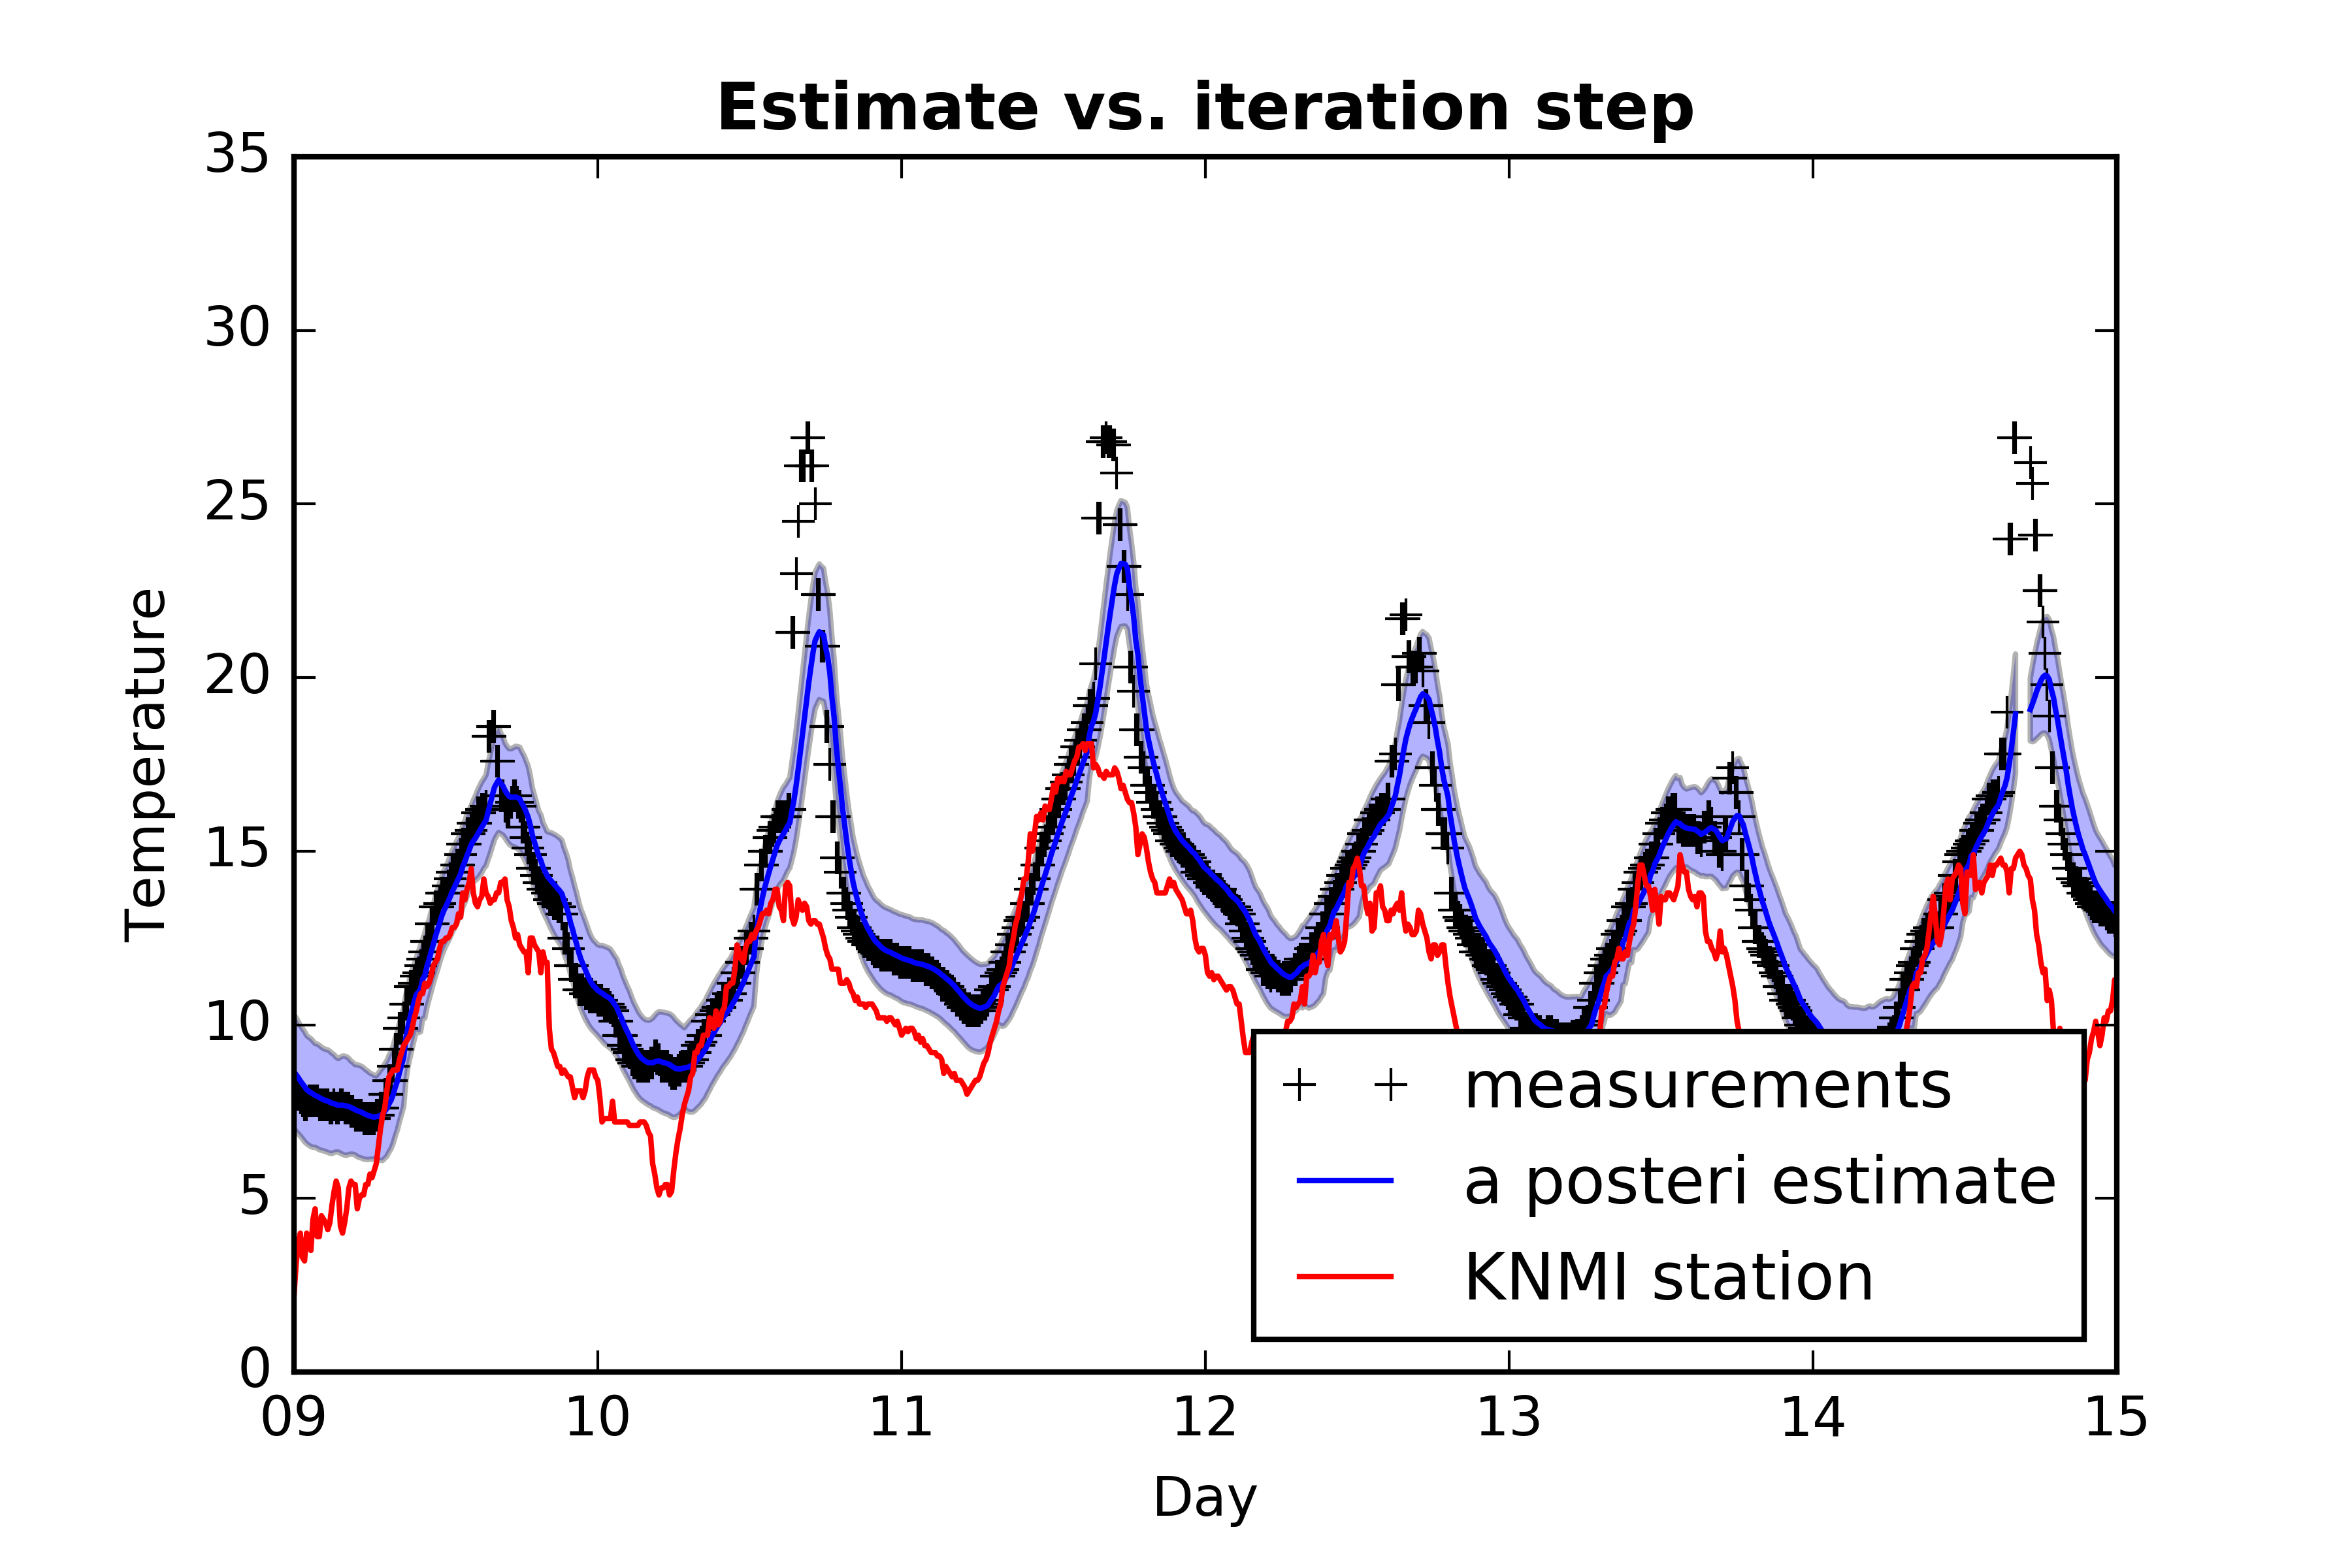 Estimate vs. iteration step
35
30
25
20
15
10
5
0
Temperature
09 10 11 12 13 14 15
Day
measurements
a posteri estimate
KNMI station